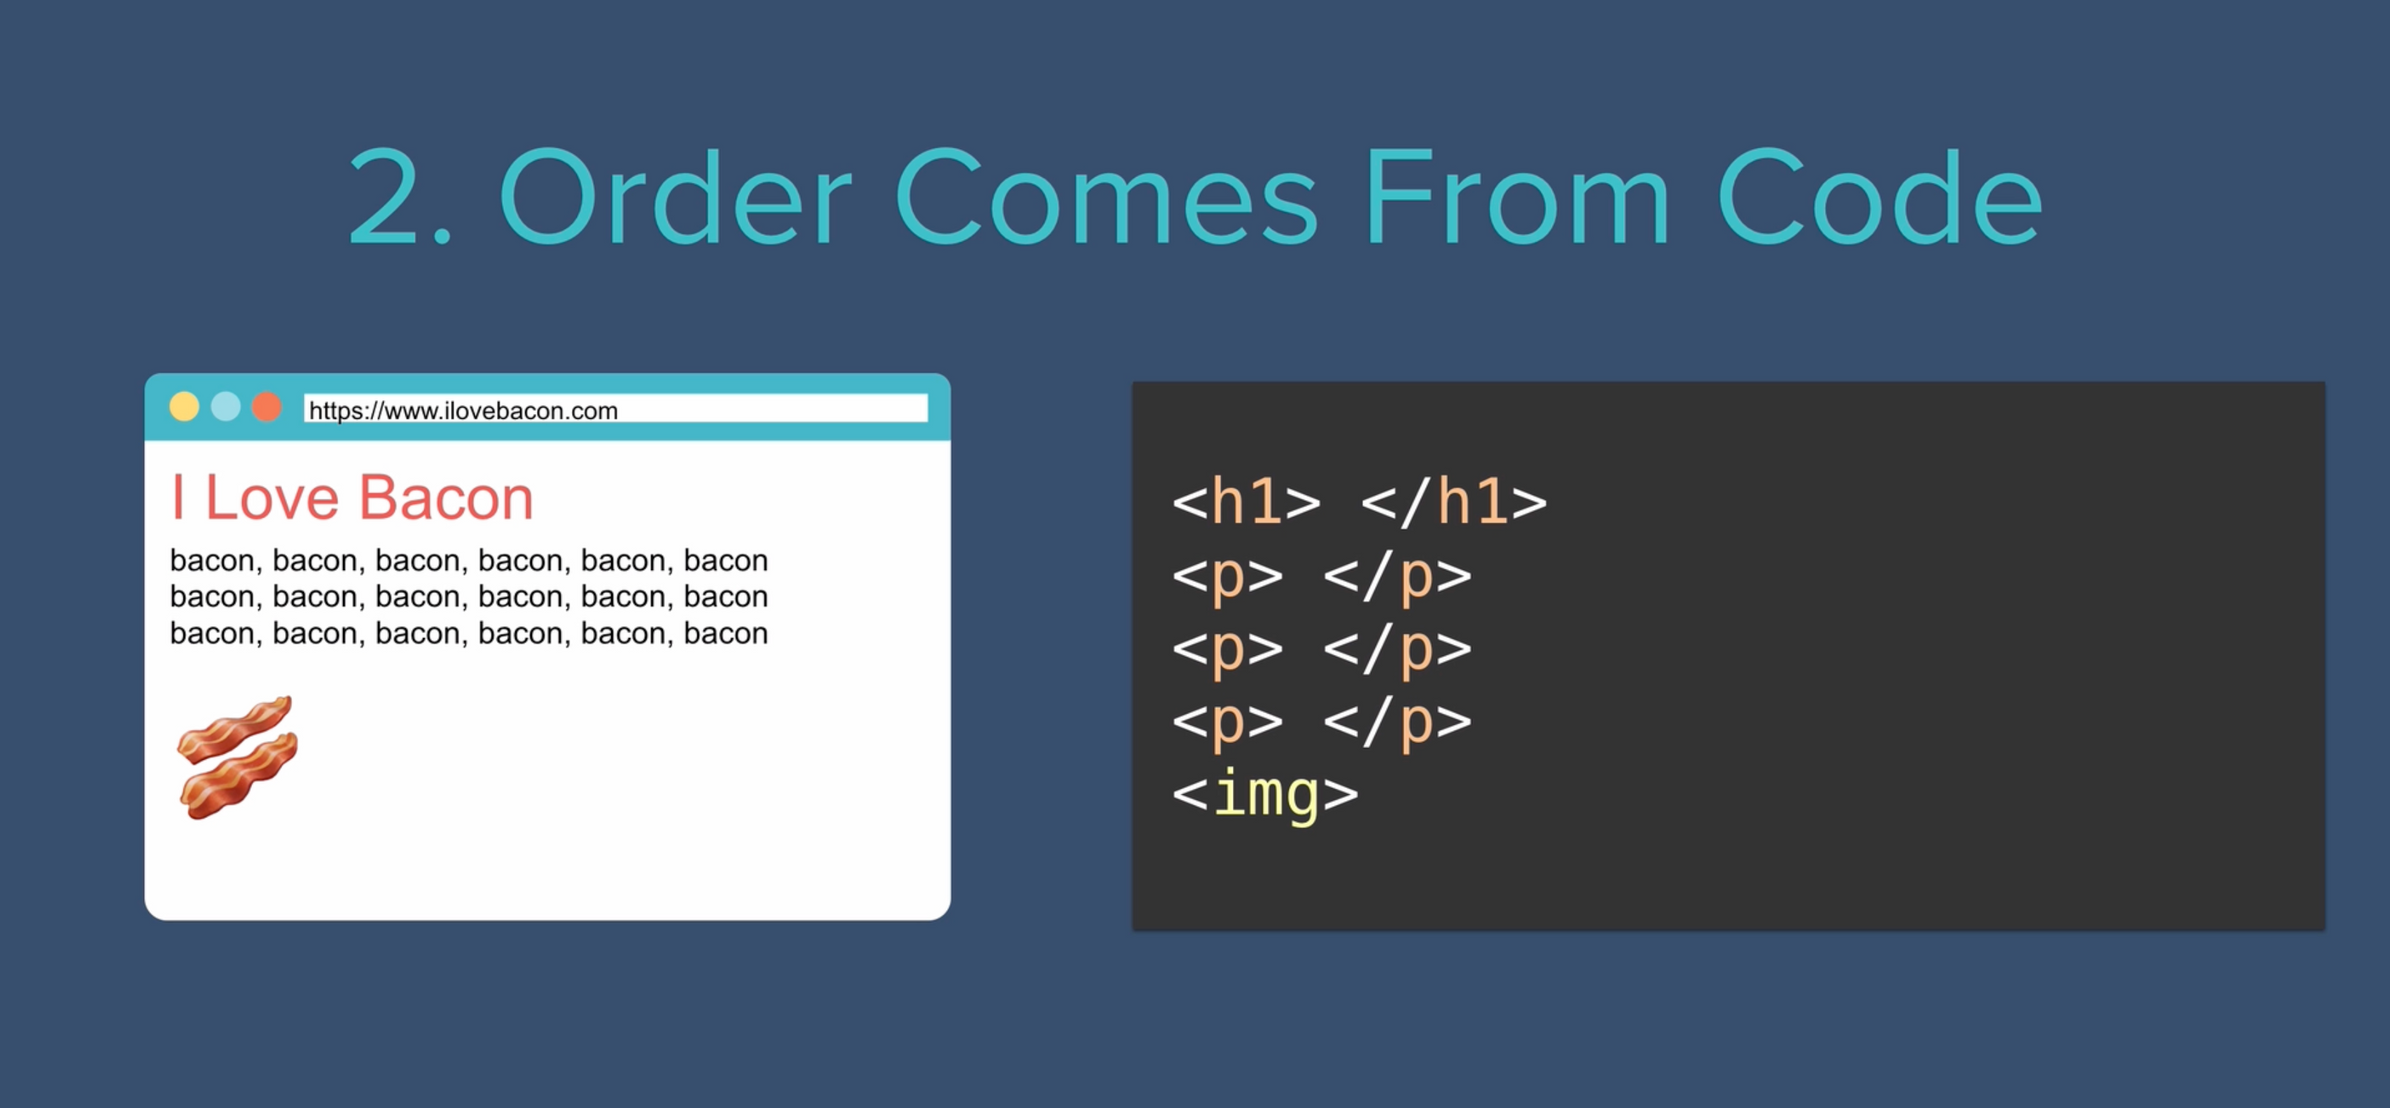 2. Order Comes From Code
https://www.ilovebacon.com
I Love Bacon
bacon, bacon, bacon, bacon, bacon, bacon
bacon, bacon, bacon, bacon, bacon, bacon
bacon, bacon, bacon, bacon, bacon, bacon
<h1> </h1>
<p> </p>
<p> </p>
<p> </p>
<img>